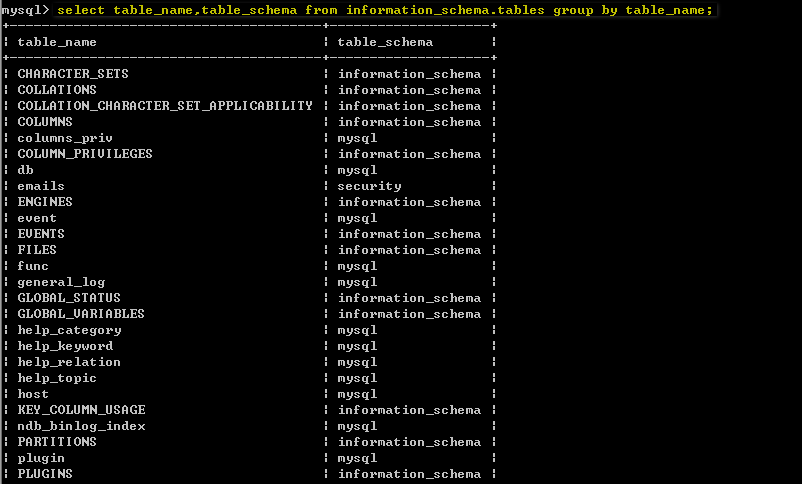 mysql> select table_name,table_schema from information_schema.tables group by table_name;
+---------------------------------------+--------------------+
| table_name | table_schema |
+---------------------------------------+--------------------+
| CHARACTER_SETS | information_schema |
| COLLATIONS | information_schema |
| COLLATION_CHARACTER_SET_APPLICABILITY | information_schema |
| COLUMNS | information_schema |
| columns_priv | mysql |
| COLUMN_PRIVILEGES | information_schema |
| db | mysql |
| emails | security |
| ENGINES | information_schema |
| event | mysql |
| EVENTS | information_schema |
| FILES | information_schema |
| func | mysql |
| general_log | mysql |
| GLOBAL_STATUS | information_schema |
| GLOBAL_VARIABLES | information_schema |
| help_category | mysql |
| help_keyword | mysql |
| help_relation | mysql |
| help_topic | mysql |
| host | mysql |
| KEY_COLUMN_USAGE | information_schema |
| ndb_binlog_index | mysql |
| PARTITIONS | information_schema |
| plugin | mysql |
| PLUGINS | information_schema |